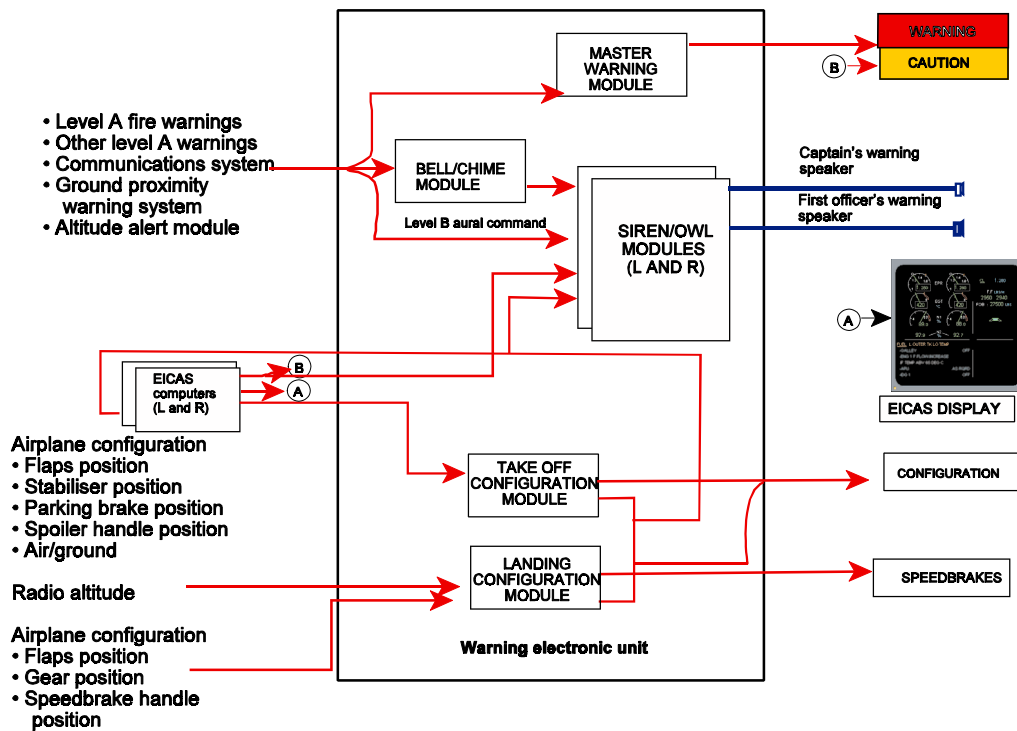 MASTER
WARNING
MODULE
WARNING
CAUTION
B
• Level A fire warnings
• Other level A warnings
• Communications system
• Ground proximity
warning system
• Altitude alert module
BELL/CHIME
MODULE
Level B aural command
SIREN/OWL
MODULES
(L AND R)
Captain's warning
speaker
First officer's warning
speaker
A
EICAS DISPLAY
EICAS
computers
(L and R)
B
A
Airplane configuration
• Flaps position
• Stabiliser position
• Parking brake position
• Spoiler handle position
• Air/ground
TAKE OFF
CONFIGURATION
MODULE
CONFIGURATION
Radio altitude
LANDING
CONFIGURATION
MODULE
SPEEDBRAKES
Airplane configuration
• Flaps position
• Gear position
• Speedbrake handle
position
Warning electronic unit